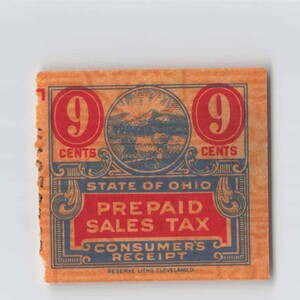 9 9
CENTS CENTS
STATE OF OHIO
PREPAID
SALES TAX
CONSUMER'S
RECEIPT
RESERVE LITHO. CLEVELAND, O.